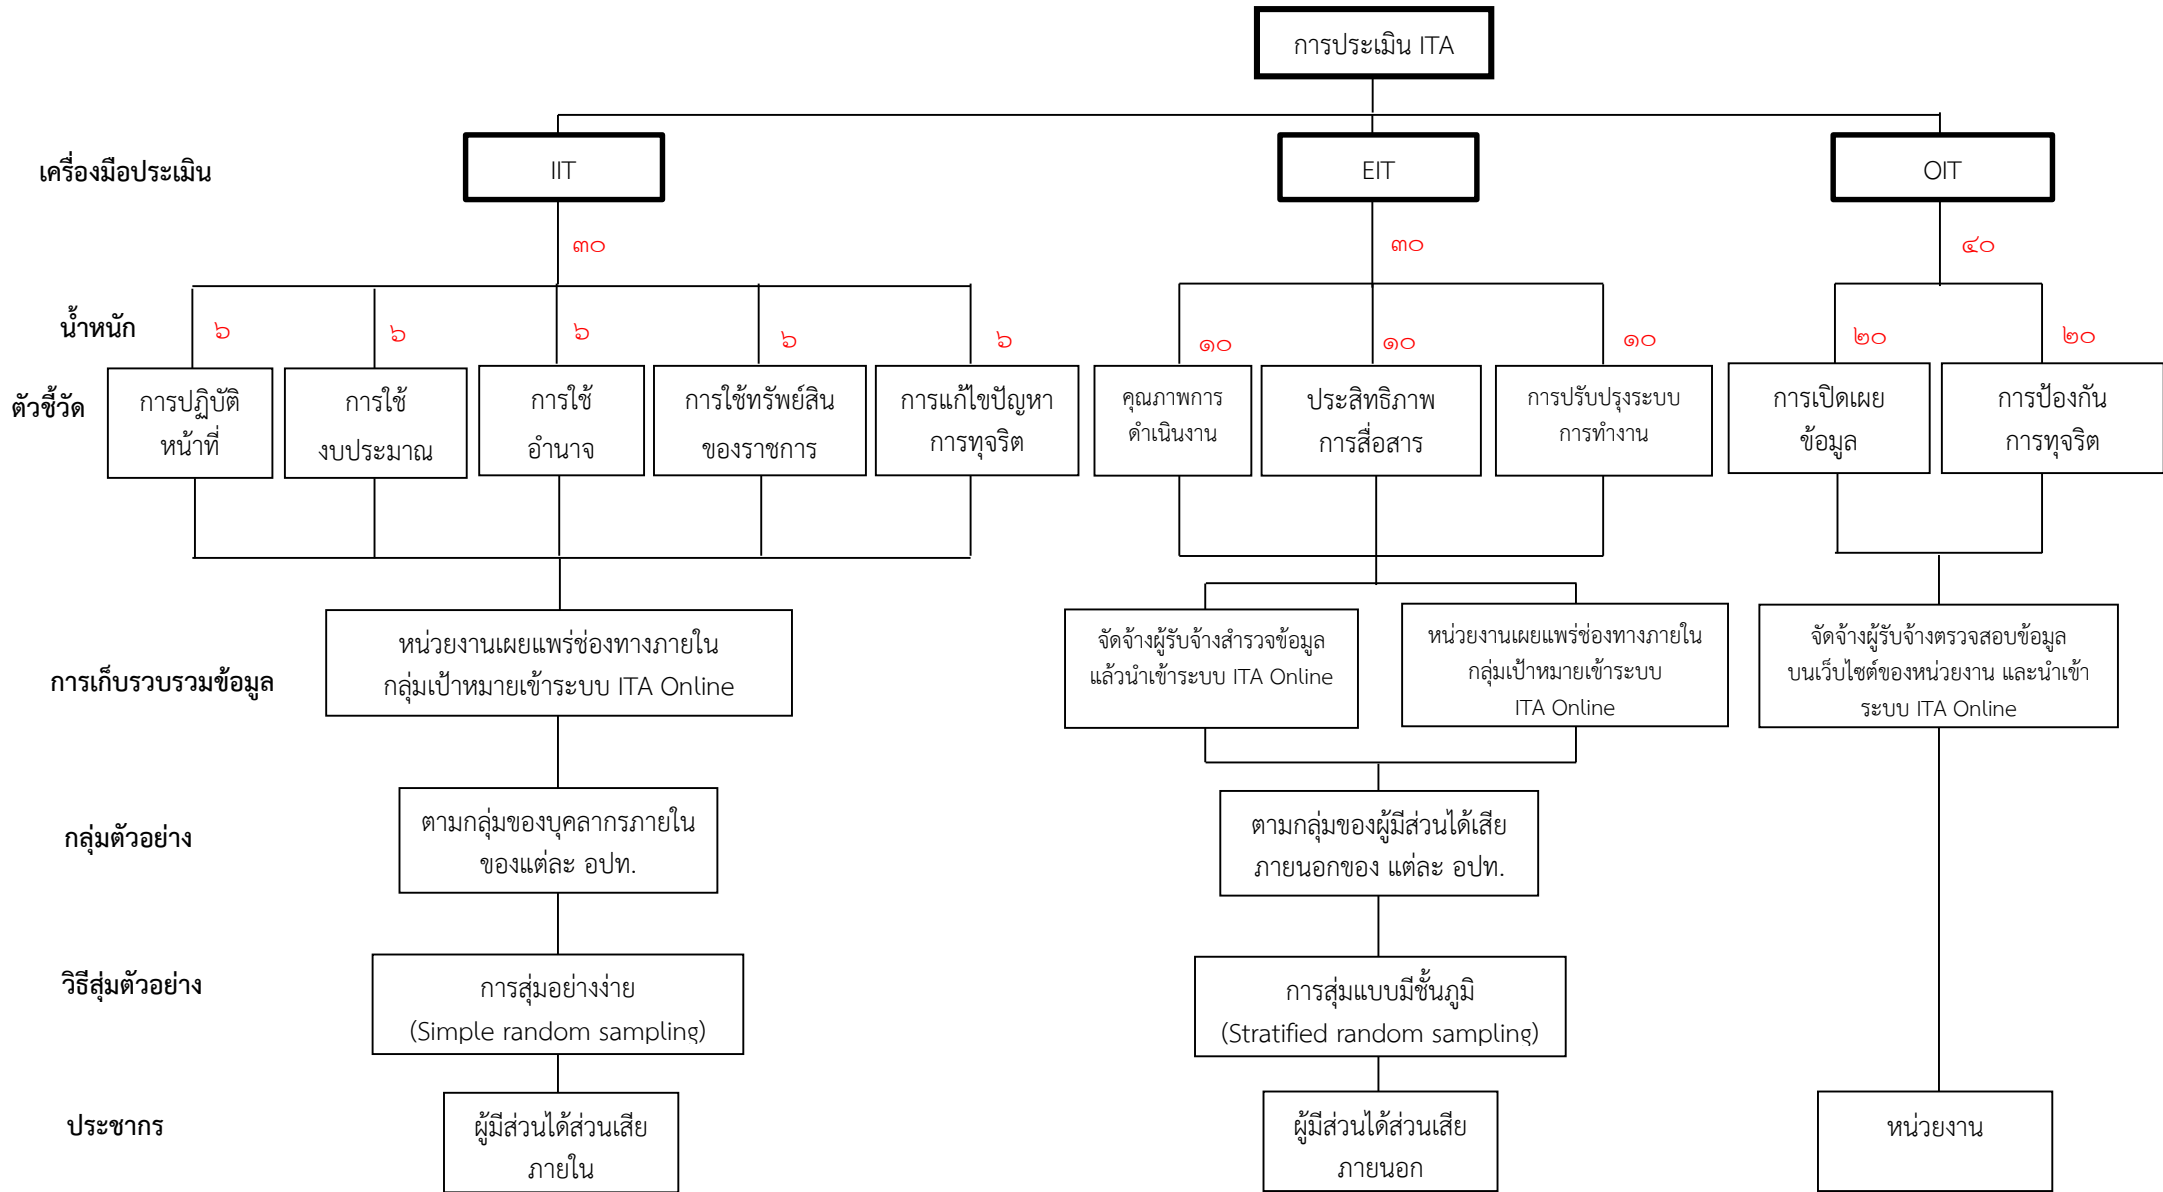 การประเมิน ITA
เครื่องมือประเมิน
IIT
EIT
OIT
๓๐
๓๐
๔๐
น้ำหนัก
๖
๖
๖
๖
๖
๑๐
๑๐
๑๐
๒๐
๒๐
ตัวชี้วัด
การปฏิบัติ
หน้าที่
การใช้
งบประมาณ
การใช้
อำนาจ
การใช้ทรัพย์สิน
ของราชการ
การแก้ไขปัญหา
การทุจริต
คุณภาพการ
ดำเนินงาน
ประสิทธิภาพ
การสื่อสาร
การปรับปรุงระบบ
การทำงาน
การเปิดเผย
ข้อมูล
การป้องกัน
การทุจริต
การเก็บรวบรวมข้อมูล
หน่วยงานเผยแพร่ช่องทางภายใน
กลุ่มเป้าหมายเข้าระบบ ITA Online
จัดจ้างผู้รับจ้างสำรวจข้อมูล
แล้วนำเข้าระบบ ITA Online
หน่วยงานเผยแพร่ช่องทางภายใน
กลุ่มเป้าหมายเข้าระบบ
ITA Online
จัดจ้างผู้รับจ้างตรวจสอบข้อมูล
บนเว็บไซต์ของหน่วยงาน และนำเข้า
ระบบ ITA Online
กลุ่มตัวอย่าง
ตามกลุ่มของบุคลากรภายใน
ของแต่ละ อปท.
ตามกลุ่มของผู้มีส่วนได้เสีย
ภายนอกของ แต่ละ อปท.
วิธีสุ่มตัวอย่าง
การสุ่มอย่างง่าย
(Simple random sampling)
การสุ่มแบบมีชั้นภูมิ
(Stratified random sampling)
ประชากร
ผู้มีส่วนได้ส่วนเสีย
ภายใน
ผู้มีส่วนได้ส่วนเสีย
ภายนอก
หน่วยงาน